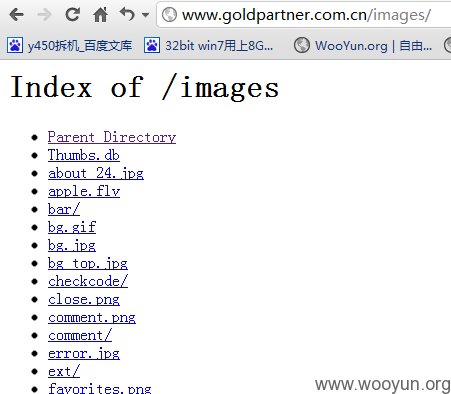 www.goldpartner.com.cn/images/
y450拆机_百度文库 32bit win7用上8G... WooYun.org | 自由...
Index of /images
Parent Directory
Thumbs.db
about_24.jpg
apple.flv
bar/
bg.gif
bg.jpg
bg_top.jpg
checkcode/
close.png
comment.png
comment/
error.jpg
ext/
favorites.png
www.wooyun.org